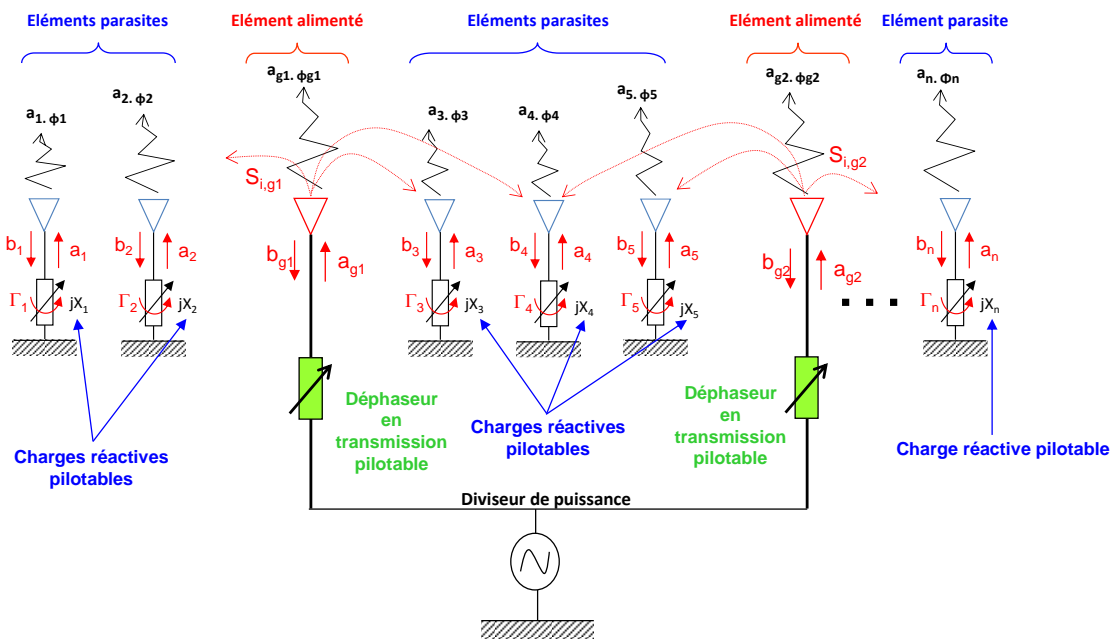 Eléments parasites
Elément alimenté
Eléments parasites
Elément alimenté
Elément parasite
a1. ϕ1
a2. ϕ2
ag1. ϕg1
a3. ϕ3
a4. ϕ4
a5. ϕ5
ag2. ϕg2
an. Φn
Si,g1
Si,g2
b1
a1
b2
a2
bg1
ag1
b3
a3
b4
a4
b5
a5
bg2
ag2
bn
an
Γ1
jX1
Γ2
jX2
Γ3
jX3
Γ4
jX4
Γ5
jX5
Γn
jXn
Déphaseur
en
transmission
pilotable
Déphaseur
en
transmission
pilotable
Charges réactives
pilotables
Charges réactives
pilotables
Charge réactive pilotable
Diviseur de puissance